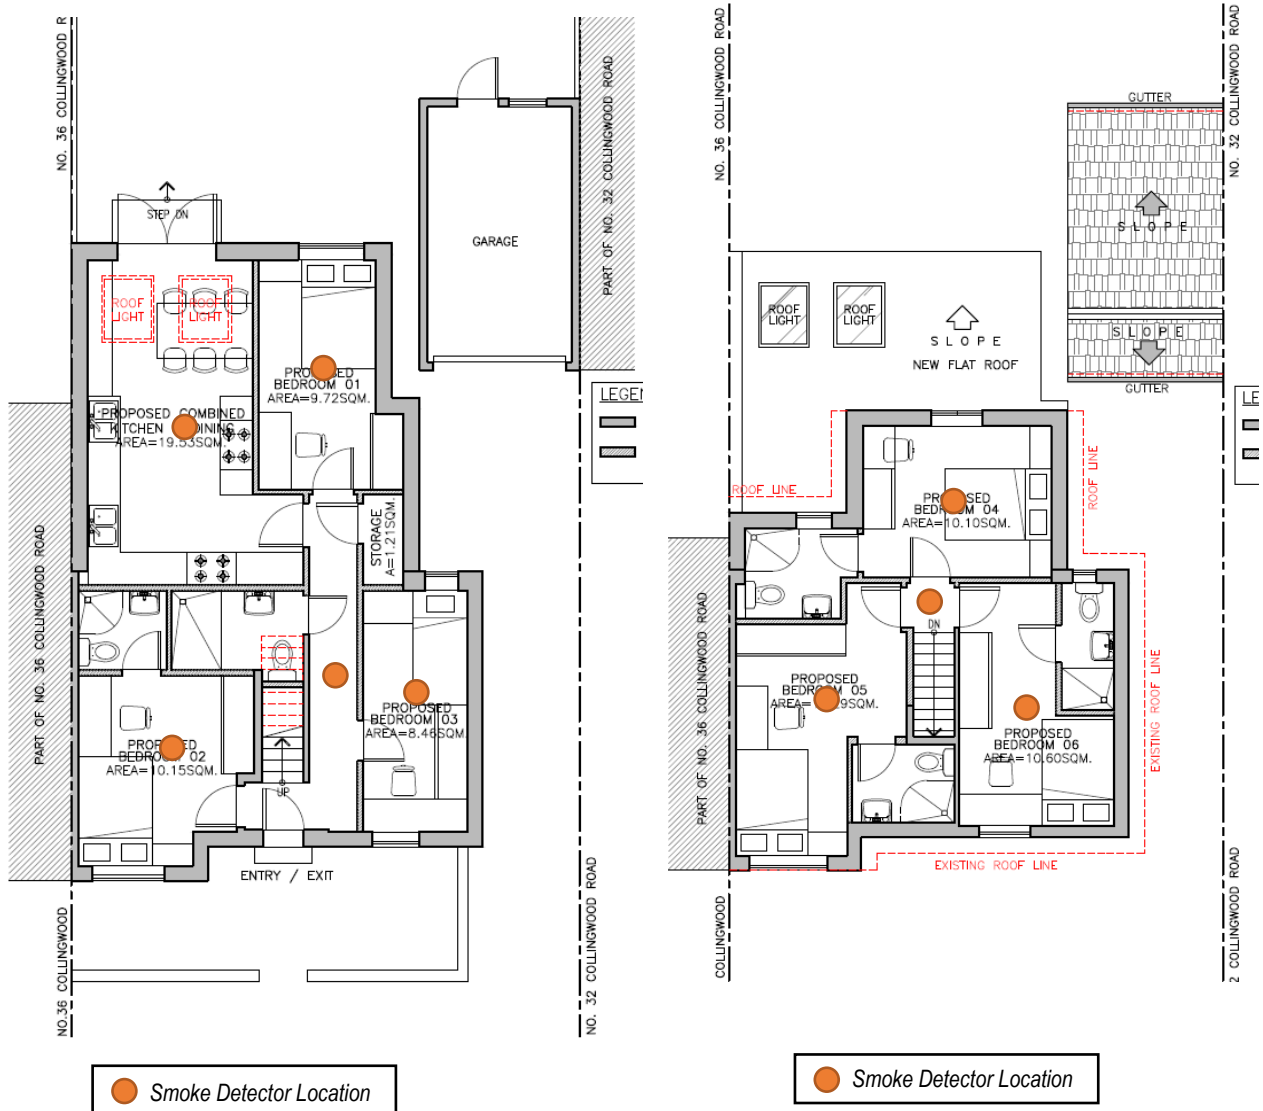 NO. 36 COLLINGWOOD R
PART OF NO. 32 COLLINGWOOD ROAD
STEP DN
GARAGE
ROOF
LIGHT
ROOF
LIGHT
BEDROOM 01
AREA=9.72SQM.
PROPOSED COMBINED
KITCHEN DINING
AREA=19.53SQM.
LEGE
STORAGE
A=1.21SQM.
PART OF NO. 36 COLLINGWOOD ROAD
PROPOSED
BEDROOM 03
AREA=8.46SQM.
BEDROOM 02
AREA=10.15SQM.
UP
ENTRY / EXIT
NO.36 COLLINGWOOD
NO. 32 COLLINGWOOD ROAD
Smoke Detector Location
NO. 36 COLLINGWOOD ROAD
NO. 32 COLLINGWOOD ROAD
GUTTER
SLOPE
SLOPE
GUTTER
ROOF
LIGHT
ROOF
LIGHT
SLOPE
NEW FLAT ROOF
LE
ROOF LINE
ROOF LINE
BEDROOM 04
AREA=10.10SQM.
DN
PART OF NO. 36 COLLINGWOOD ROAD
PROPOSED
BEDROOM 05
29SQM.
PROPOSED
BEDROOM 06
AREA=10.60SQM.
EXISTING ROOF LINE
EXISTING ROOF LINE
COLLINGWOOD
2 COLLINGWOOD ROAD
Smoke Detector Location